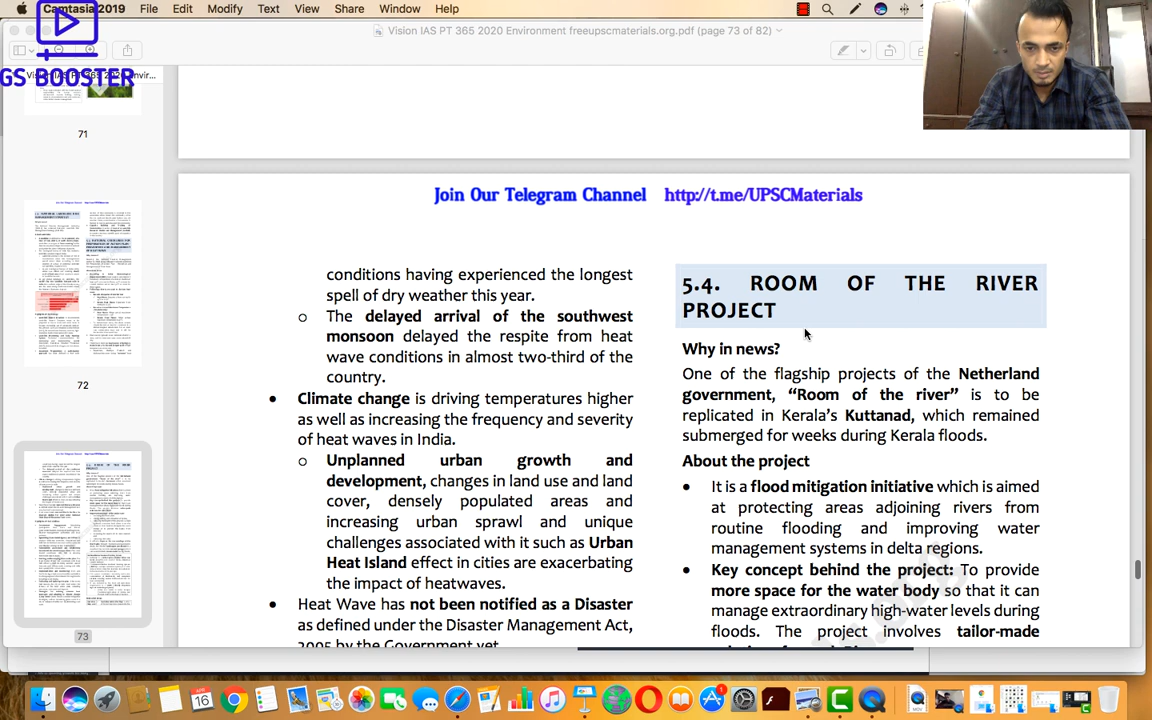 Camtasia 2019 File Edit Modify Text View Share Window Help
Vision IAS PT 365 2020 Environment freeupscmaterials.org.pdf (page 73 of 82)
GS BOOSTER
71
72
73
Join Our Telegram Channel http://t.me/UPSCMaterials
conditions having experienced the longest
spell of dry weather this year.
o The delayed arrival of the southwest
monsoon delayed the respite from heat
wave conditions in almost two-third of the
country.
• Climate change is driving temperatures higher
as well as increasing the frequency and severity
of heat waves in India.
o Unplanned urban growth and
development, changes in land use and land
cover, densely populated areas and
increasing urban sprawl and unique
challenges associated with it such as Urban
Heat Island effect in cities are exacerbating
the impact of heatwaves.
• Heat Wave has not been notified as a Disaster
as defined under the Disaster Management Act,
2005 by the Government yet
5.4. ROOM OF THE RIVER
PROJECT
Why in news?
One of the flagship projects of the Netherland
government, “Room of the river” is to be
replicated in Kerala’s Kuttanad, which remained
submerged for weeks during Kerala floods.
About the project
• It is a flood mitigation initiative which is aimed
at protecting areas adjoining rivers from
routine flooding and improving water
management systems in delta regions.
• Key concept behind the project: To provide
more space for the water body so that it can
manage extraordinary high-water levels during
floods. The project involves tailor-made